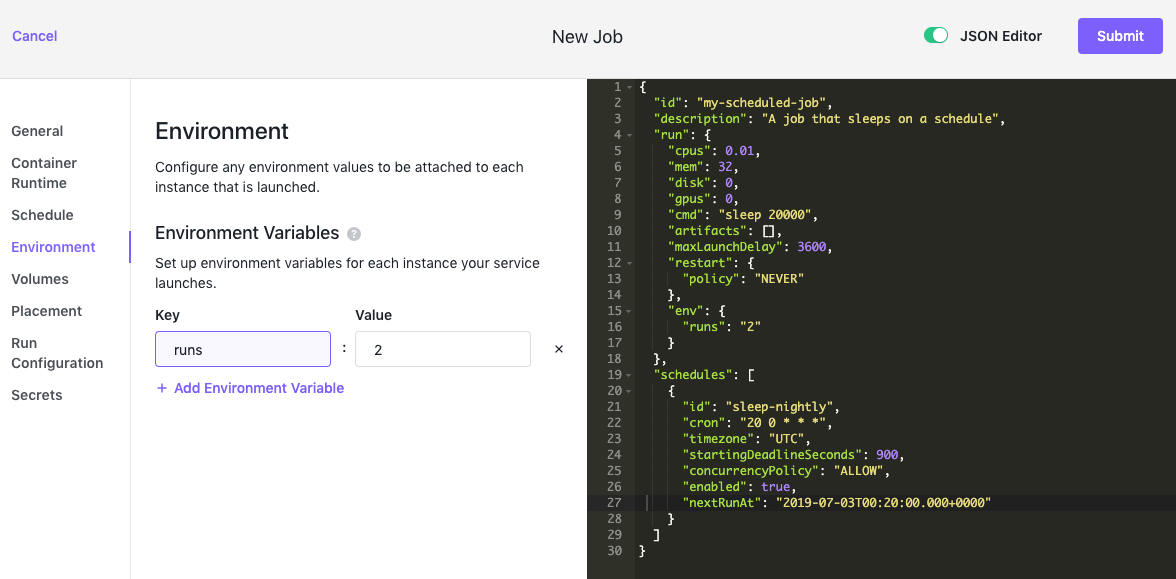 Cancel
New Job
JSON Editor
Submit
General
Container
Runtime
Schedule
Environment
Volumes
Placement
Run
Configuration
Secrets
Environment
Configure any environment values to be attached to each
instance that is launched.
Environment Variables ?
Set up environment variables for each instance your service
launches.
Key Value
runs : 2 ×
+ Add Environment Variable
1 {
2 "id": "my-scheduled-job",
3 "description": "A job that sleeps on a schedule",
4 "run": {
5 "cpus": 0.01,
6 "mem": 32,
7 "disk": 0,
8 "gpus": 0,
9 "cmd": "sleep 20000",
10 "artifacts": [],
11 "maxLaunchDelay": 3600,
12 "restart": {
13 "policy": "NEVER"
14 },
15 "env": {
16 "runs": "2"
17 }
18 },
19 "schedules": [
20 {
21 "id": "sleep-nightly",
22 "cron": "20 0 * * *",
23 "timezone": "UTC",
24 "startingDeadlineSeconds": 900,
25 "concurrencyPolicy": "ALLOW",
26 "enabled": true,
27 "nextRunAt": "2019-07-03T00:20:00.000+0000"
28 }
29 ]
30 }